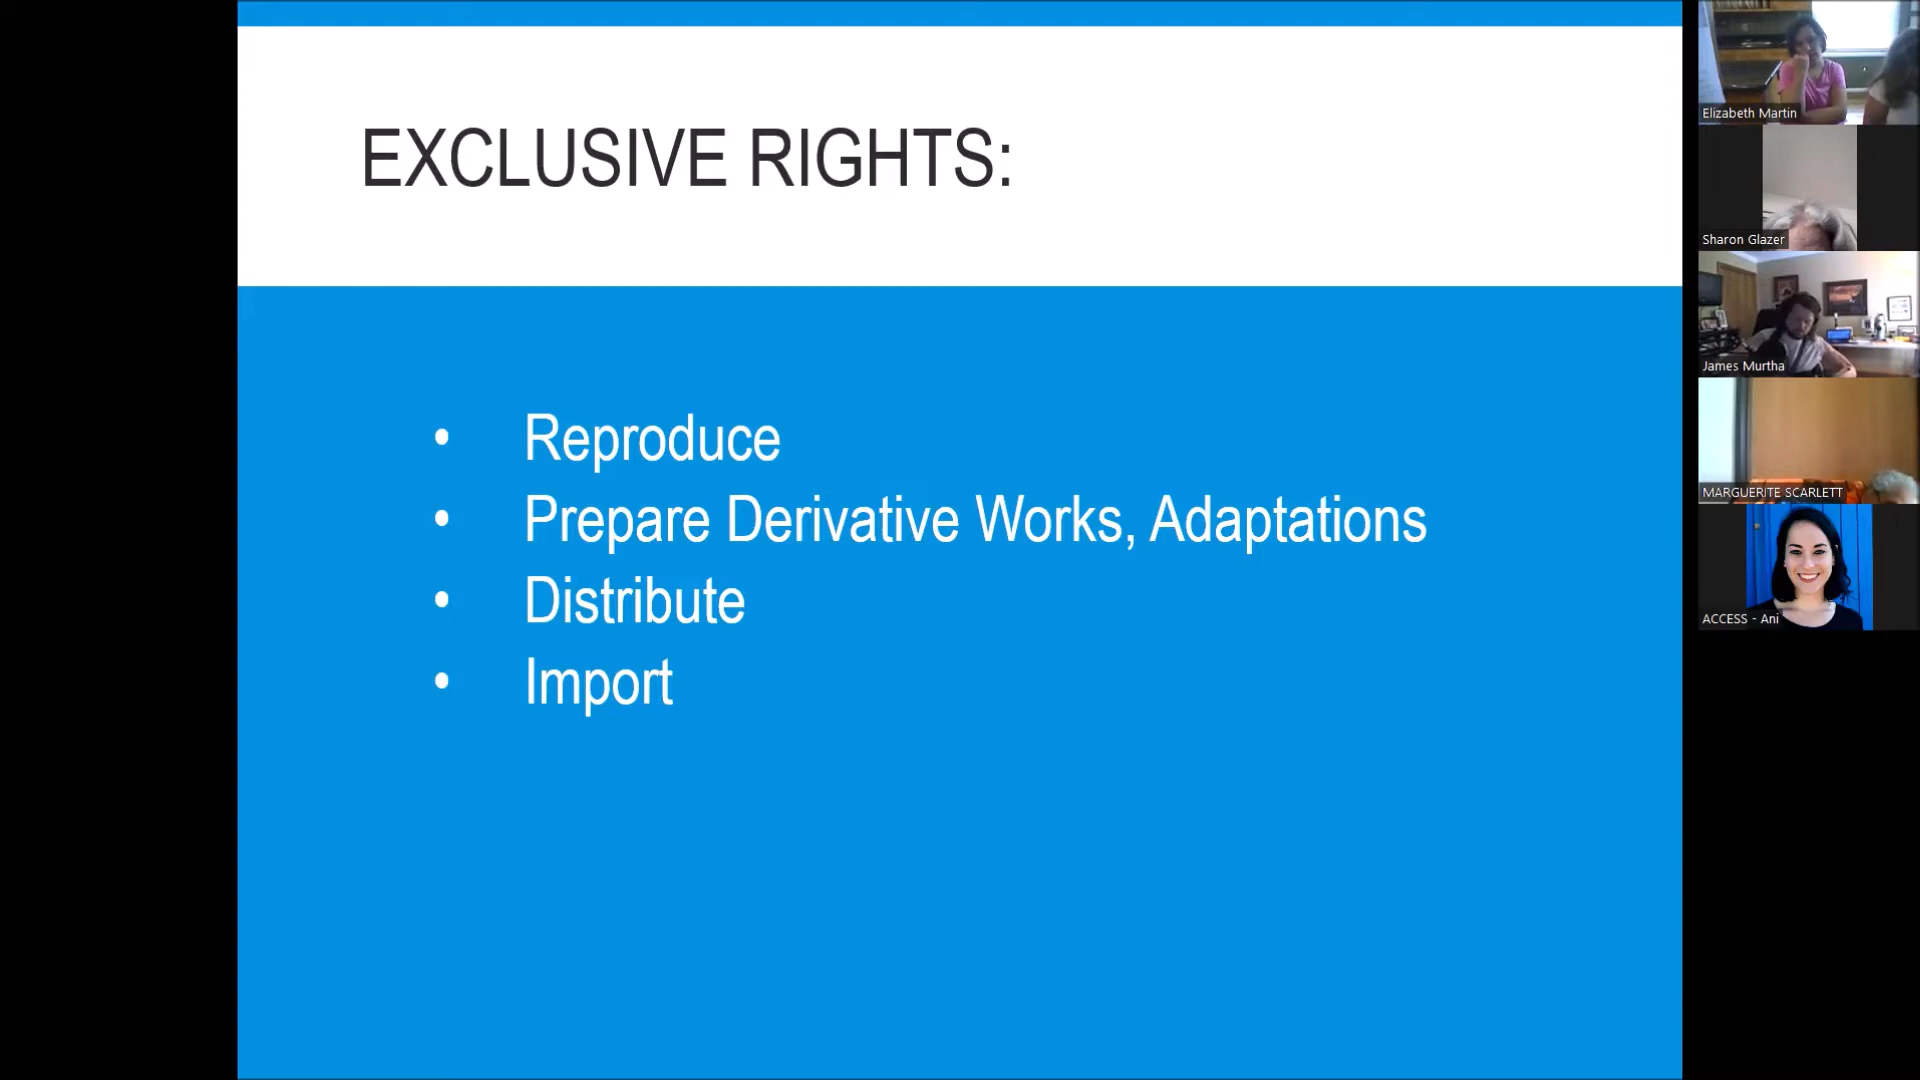 EXCLUSIVE RIGHTS:
• Reproduce
• Prepare Derivative Works, Adaptations
• Distribute
• Import
Elizabeth Martin
Sharon Glazer
James Murtha
MARGUERITE SCARLETT
ACCESS - Ani